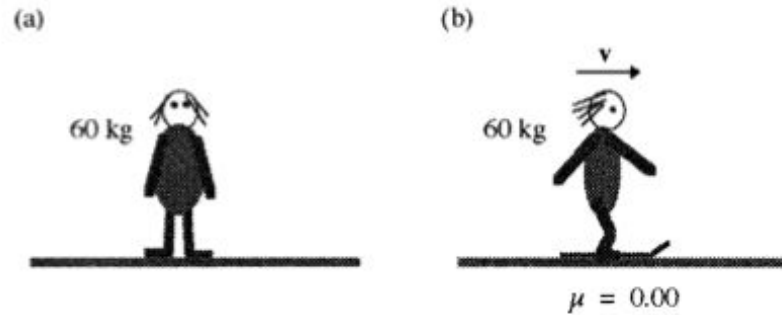 (a)
(b)
v
60 kg
60 kg
μ = 0.00